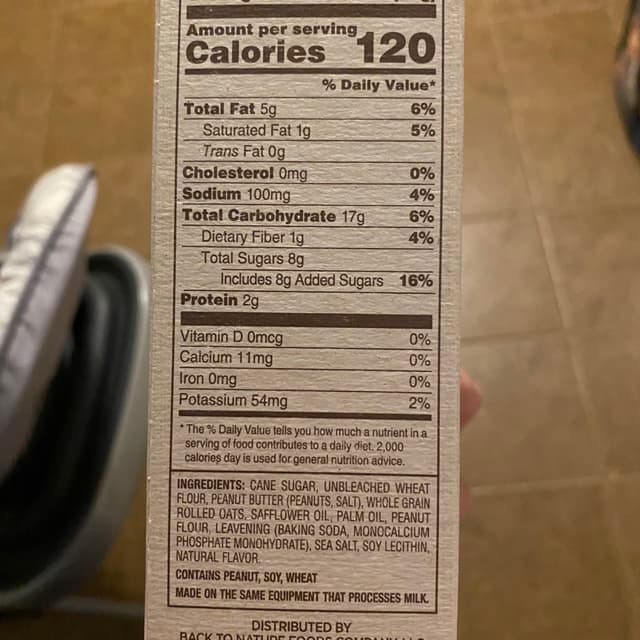 Amount per serving
Calories 120
% Daily Value*
Total Fat 5g 6%
Saturated Fat 1g 5%
Trans Fat 0g
Cholesterol 0mg 0%
Sodium 100mg 4%
Total Carbohydrate 17g 6%
Dietary Fiber 1g 4%
Total Sugars 8g
Includes 8g Added Sugars 16%
Protein 2g
Vitamin D 0mcg 0%
Calcium 11mg 0%
Iron 0mg 0%
Potassium 54mg 2%
* The % Daily Value tells you how much a nutrient in a
serving of food contributes to a daily diet. 2,000
calories day is used for general nutrition advice.
INGREDIENTS: CANE SUGAR, UNBLEACHED WHEAT
FLOUR, PEANUT BUTTER (PEANUTS, SALT), WHOLE GRAIN
ROLLED OATS, SAFFLOWER OIL, PALM OIL, PEANUT
FLOUR, LEAVENING (BAKING SODA, MONOCALCIUM
PHOSPHATE MONOHYDRATE), SEA SALT, SOY LECITHIN,
NATURAL FLAVOR.
CONTAINS PEANUT, SOY, WHEAT
MADE ON THE SAME EQUIPMENT THAT PROCESSES MILK.
DISTRIBUTED BY
BACK TO NATURE FOODS COMPANY